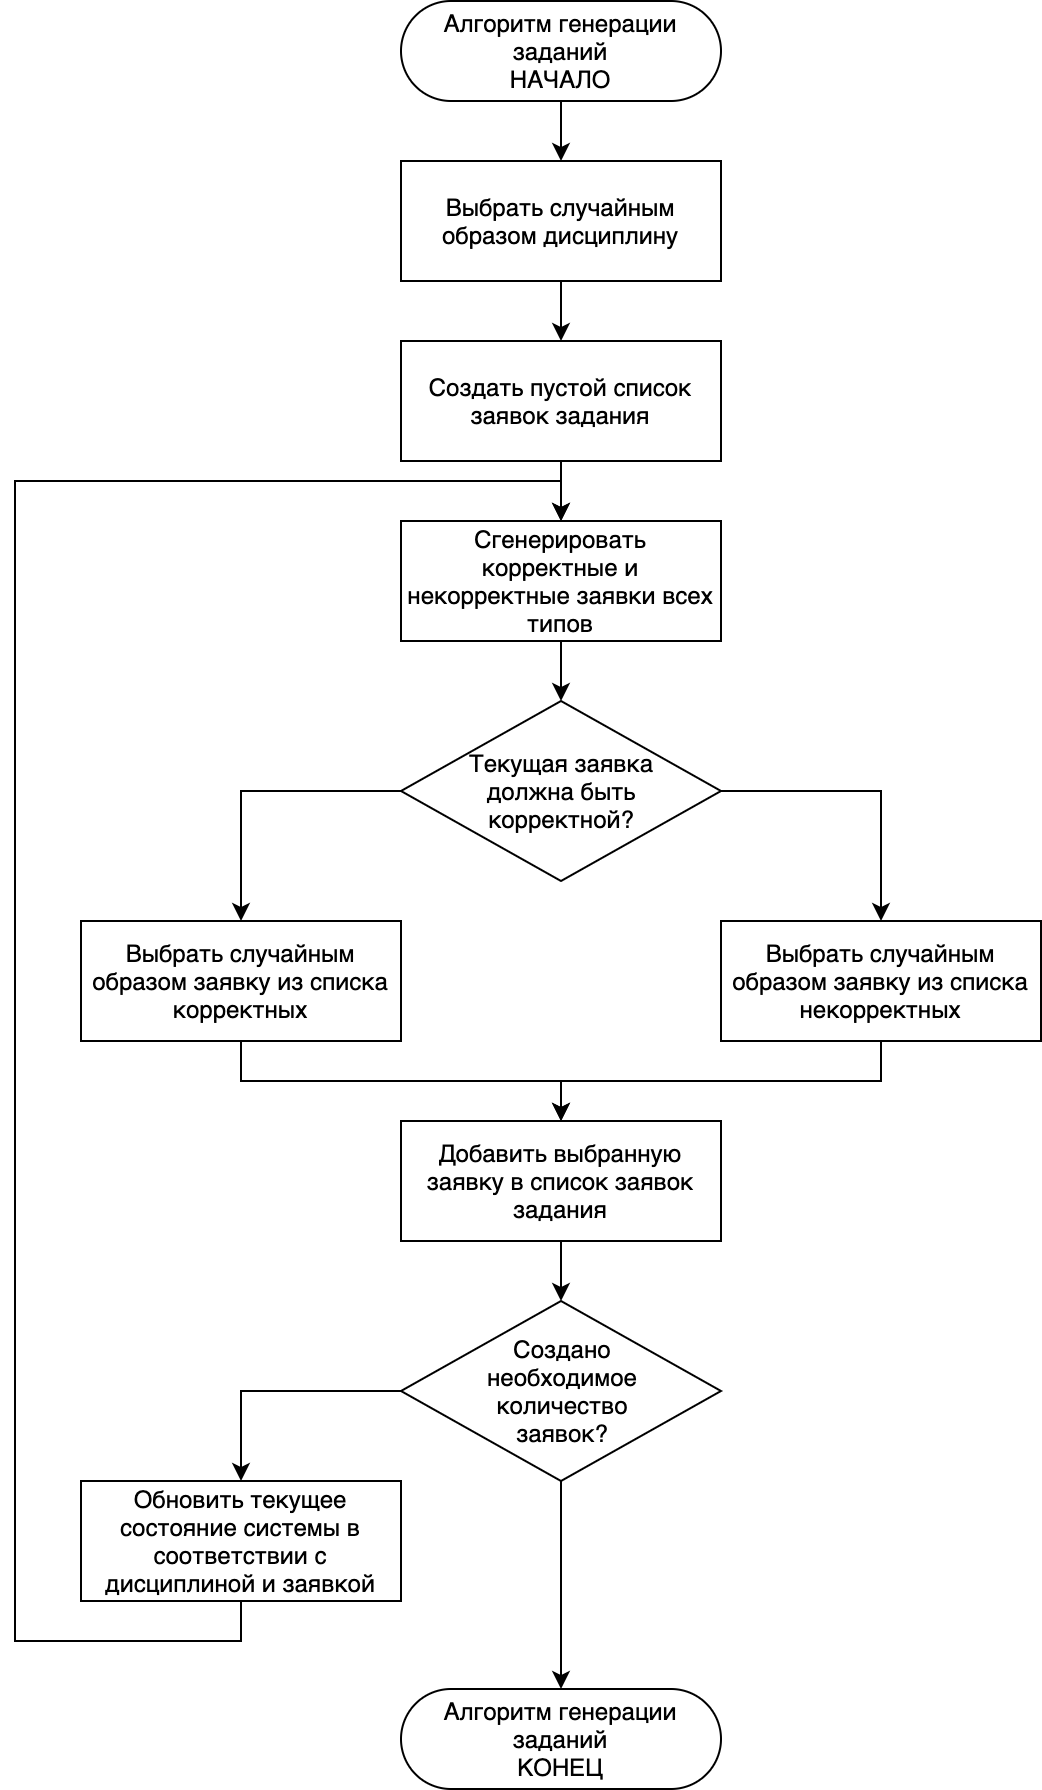 Алгоритм генерации
заданий
НАЧАЛО
Выбрать случайным
образом дисциплину
Создать пустой список
заявок задания
Сгенерировать
корректные и
некорректные заявки всех
типов
Текущая заявка
должна быть
корректной?
Выбрать случайным
образом заявку из списка
корректных
Выбрать случайным
образом заявку из списка
некорректных
Добавить выбранную
заявку в список заявок
задания
Создано
необходимое
количество
заявок?
Обновить текущее
состояние системы в
соответствии с
дисциплиной и заявкой
Алгоритм генерации
заданий
КОНЕЦ